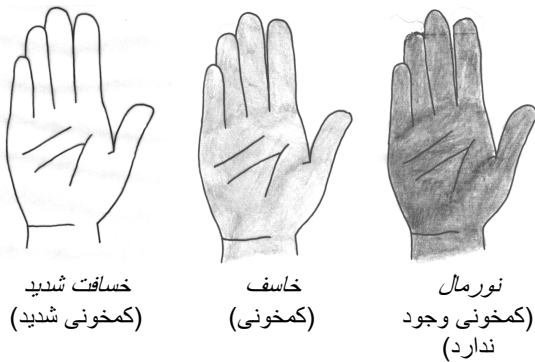 نورمال
(کمخونی وجود
ندارد)
خاسف
(کمخونی)
خسافت شدید
(کمخونی شدید)